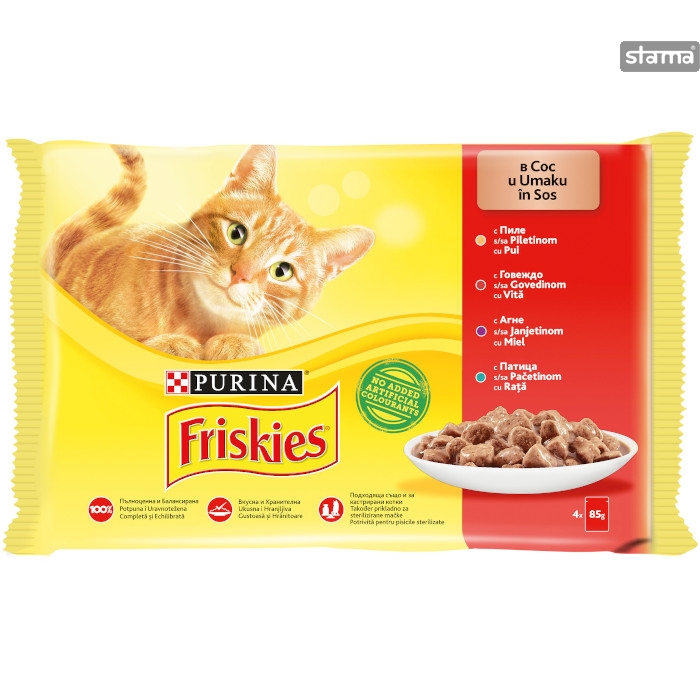 stama
в Сос
u Umaku
în Sos
с Пиле
s/sa Piletinom
cu Pui
с Говеждо
s/sa Govedinom
cu Vită
с Агне
s/sa Janjetinom
cu Miel
с Патица
s/sa Pačetinom
cu Rață
PURINA
Friskies
NO ADDED
ARTIFICIAL
COLOURANTS
100%
Пълноценна и Балансирана
Potpuna i Uravnotežena
Completă și Echilibrată
Вкусна и Хранителна
Ukusna i Hranjljiva
Gustoasă și Hrănitoare
Подходяща също и за
кастрирани котки
Također prikladno za
sterilizirane mačke
Potrivită pentru pisicile sterilizate
4x 85g